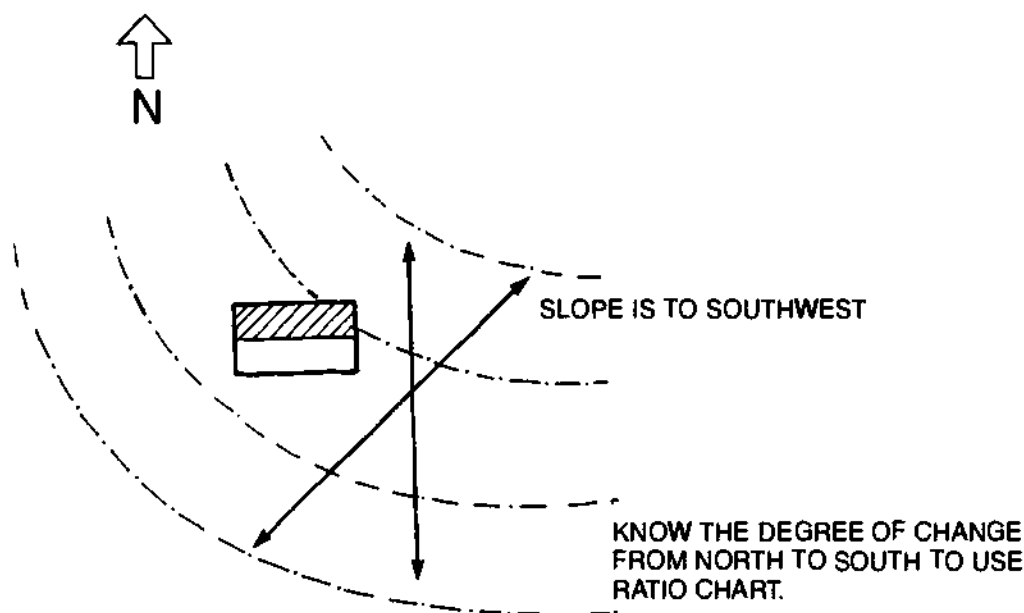 N
SLOPE IS TO SOUTHWEST
KNOW THE DEGREE OF CHANGE
FROM NORTH TO SOUTH TO USE
RATIO CHART.